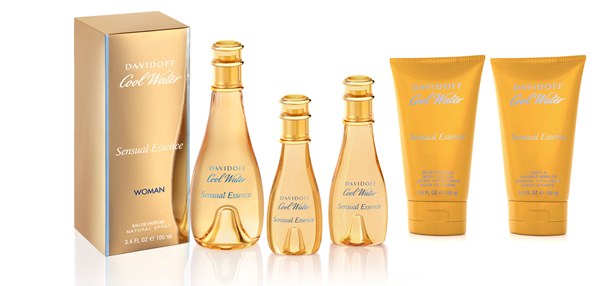 DAVIDOFF
Cool Water
Sensual Essence
WOMAN
EAU DE PARFUM
NATURAL SPRAY
3.4 FL OZ ℮ 100 mL
DAVIDOFF
Cool Water
Sensual Essence
DAVIDOFF
Cool Water
Sensual Essence
DAVIDOFF
Cool Water
Sensual Essence
DAVIDOFF
Cool Water
Sensual Essence
DAVIDOFF
Cool Water
Sensual Essence